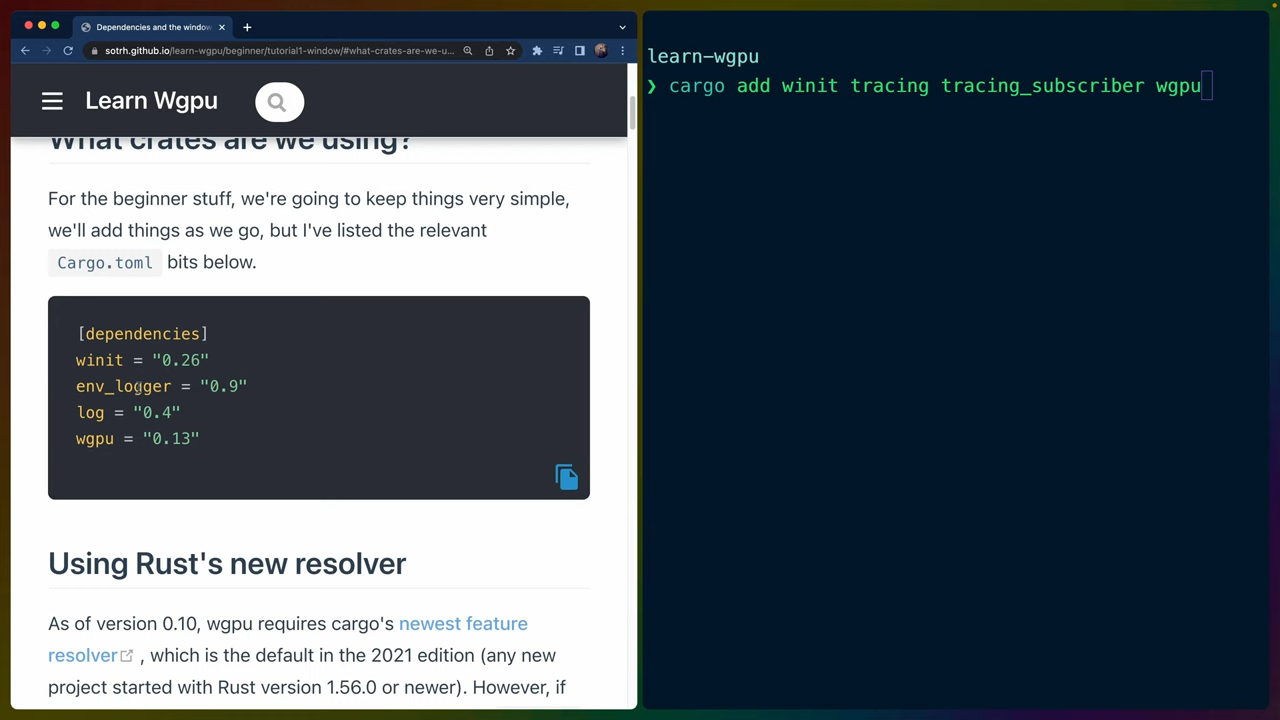 Dependencies and the window
sotrh.github.io/learn-wgpu/beginner/tutorial1-window/#what-crates-are-we-u...
Learn Wgpu
What crates are we using?
For the beginner stuff, we're going to keep things very simple,
we'll add things as we go, but I've listed the relevant
Cargo.toml bits below.
[dependencies]
winit = "0.26"
env_logger = "0.9"
log = "0.4"
wgpu = "0.13"
Using Rust's new resolver
As of version 0.10, wgpu requires cargo's newest feature
resolver , which is the default in the 2021 edition (any new
project started with Rust version 1.56.0 or newer). However, if
learn-wgpu
❯ cargo add winit tracing tracing_subscriber wgpu